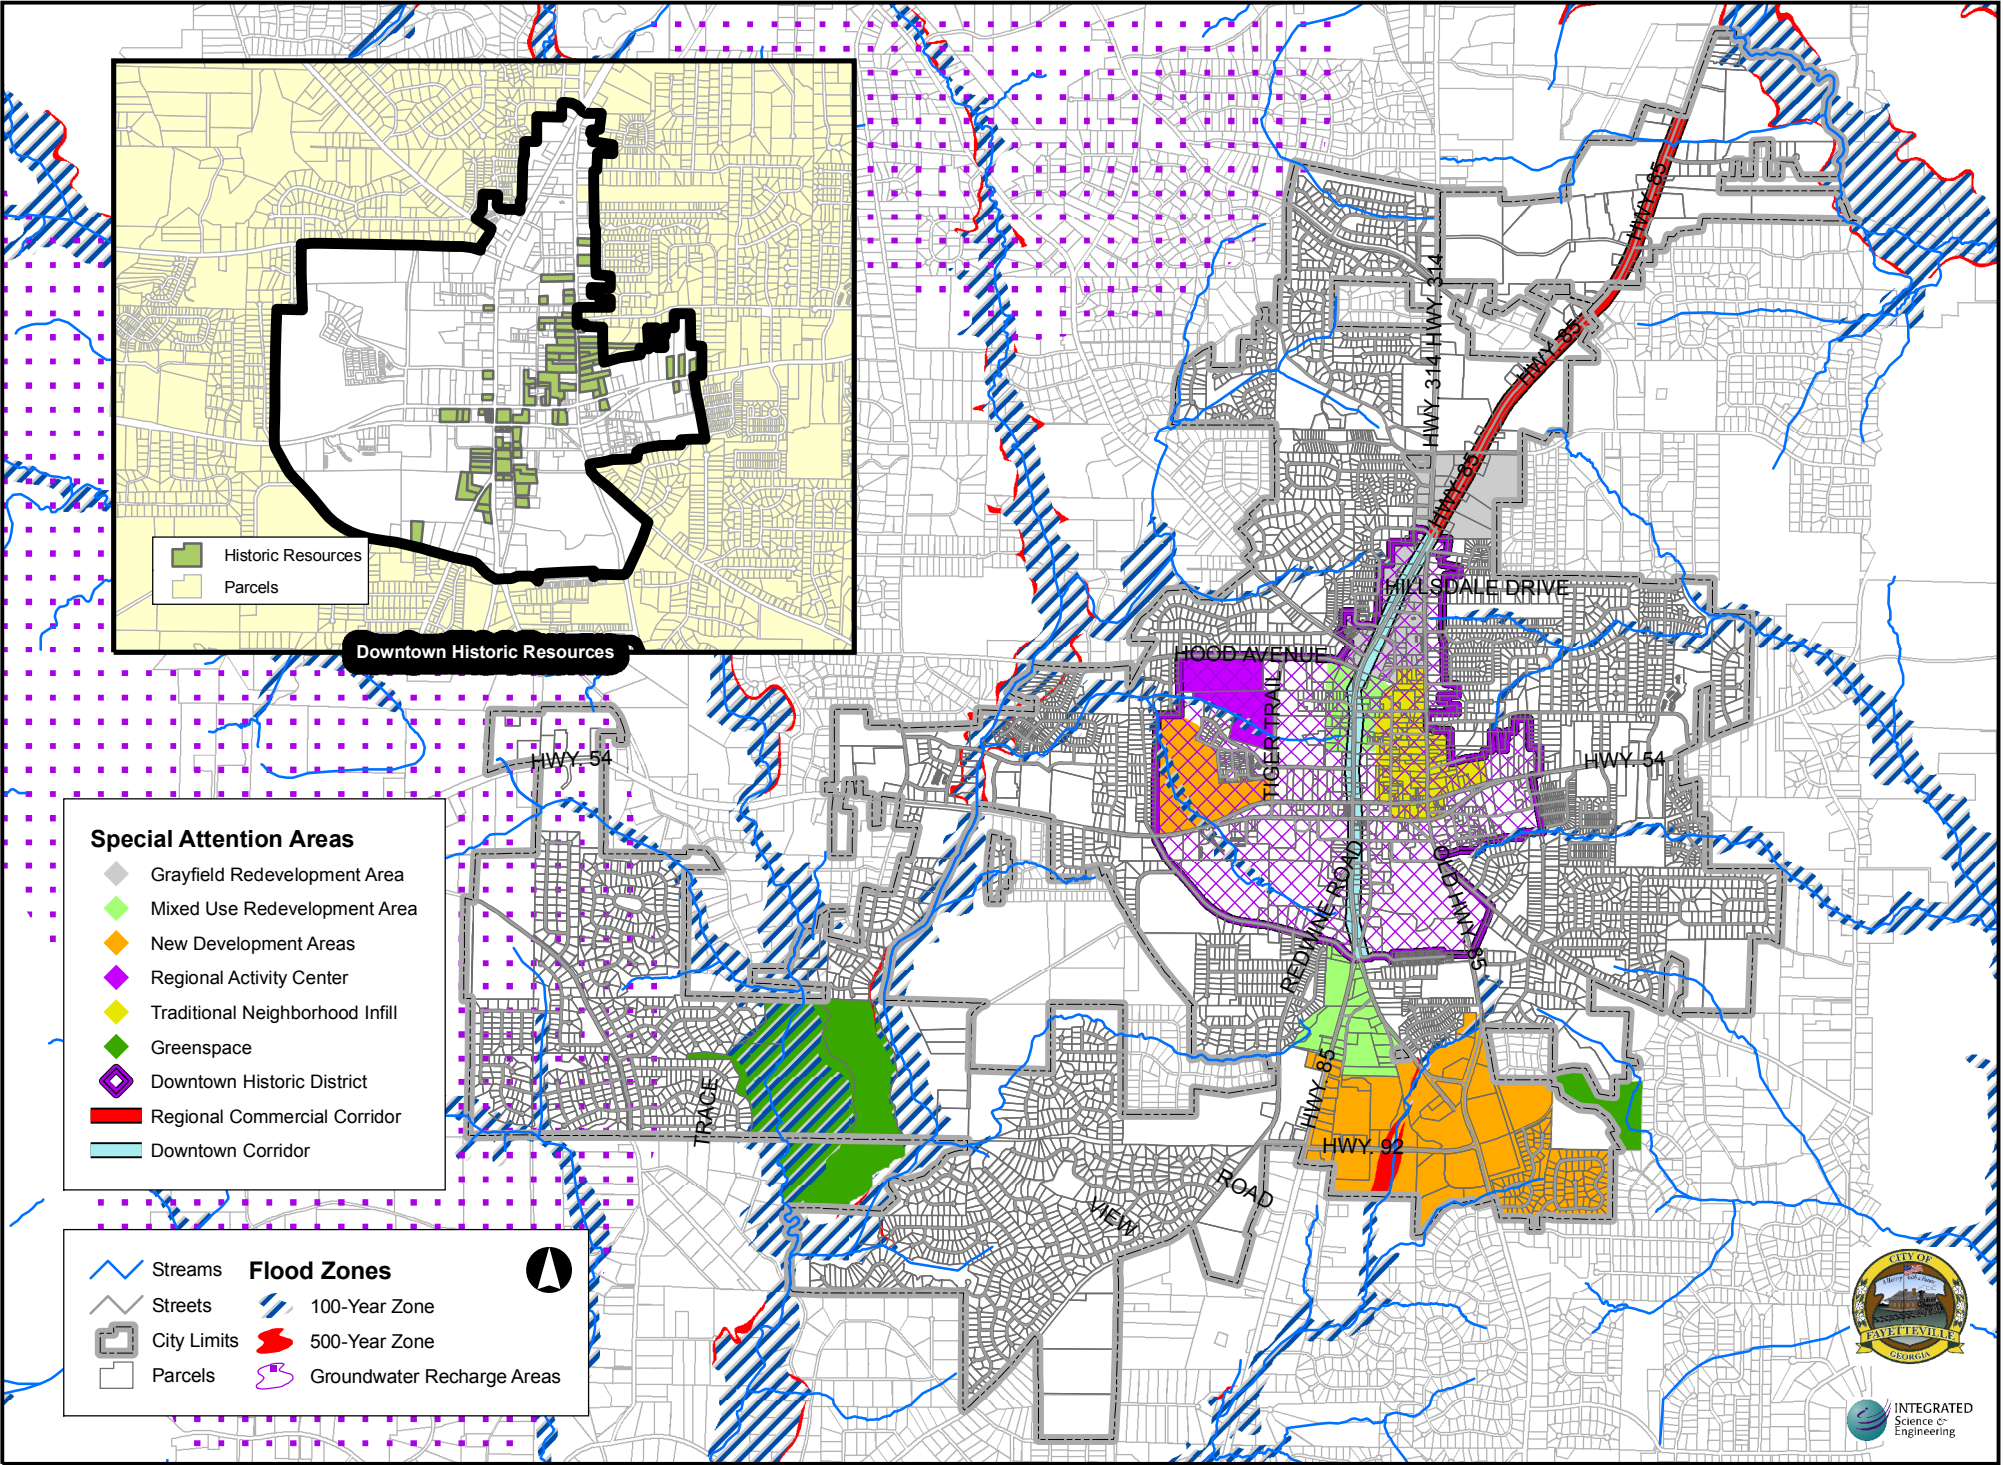 Historic Resources
Parcels
Downtown Historic Resources
HWY. 85
HWY. 314
HWY. 314
HWY. 85
HWY. 85
HWY. 85
HILLSDALE DRIVE
HOOD AVENUE
TIGER TRAIL
HWY. 54
HWY. 54
REDWINE ROAD
OLD HWY. 85
HWY. 85
HWY. 92
TRACE
VIEW
ROAD
Special Attention Areas
Grayfield Redevelopment Area
Mixed Use Redevelopment Area
New Development Areas
Regional Activity Center
Traditional Neighborhood Infill
Greenspace
Downtown Historic District
Regional Commercial Corridor
Downtown Corridor
Streams
Streets
City Limits
Parcels
Flood Zones
100-Year Zone
500-Year Zone
Groundwater Recharge Areas
CITY OF
FAYETTEVILLE
GEORGIA
INTEGRATED
Science &
Engineering